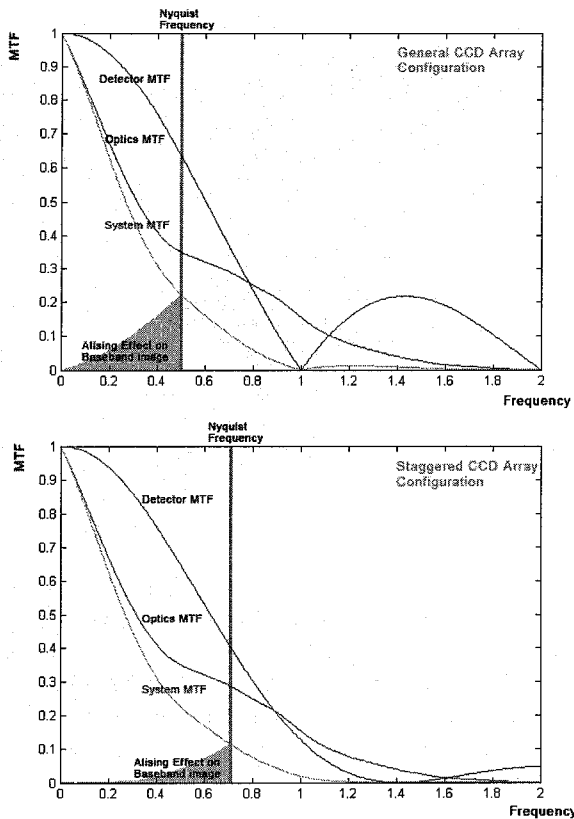 Nyquist
Frequency
MTF
General CCD Array
Configuration
Detector MTF
Optics MTF
System MTF
Alising Effect on
Baseband image
1
0.9
0.8
0.7
0.6
0.5
0.4
0.3
0.2
0.1
0
0 0.2 0.4 0.6 0.8 1 1.2 1.4 1.6 1.8 2
Frequency
Nyquist
Frequency
MTF
Staggered CCD Array
Configuration
Detector MTF
Optics MTF
System MTF
Alising Effect on
Baseband image
1
0.9
0.8
0.7
0.6
0.5
0.4
0.3
0.2
0.1
0
0 0.2 0.4 0.6 0.8 1 1.2 1.4 1.6 1.8 2
Frequency